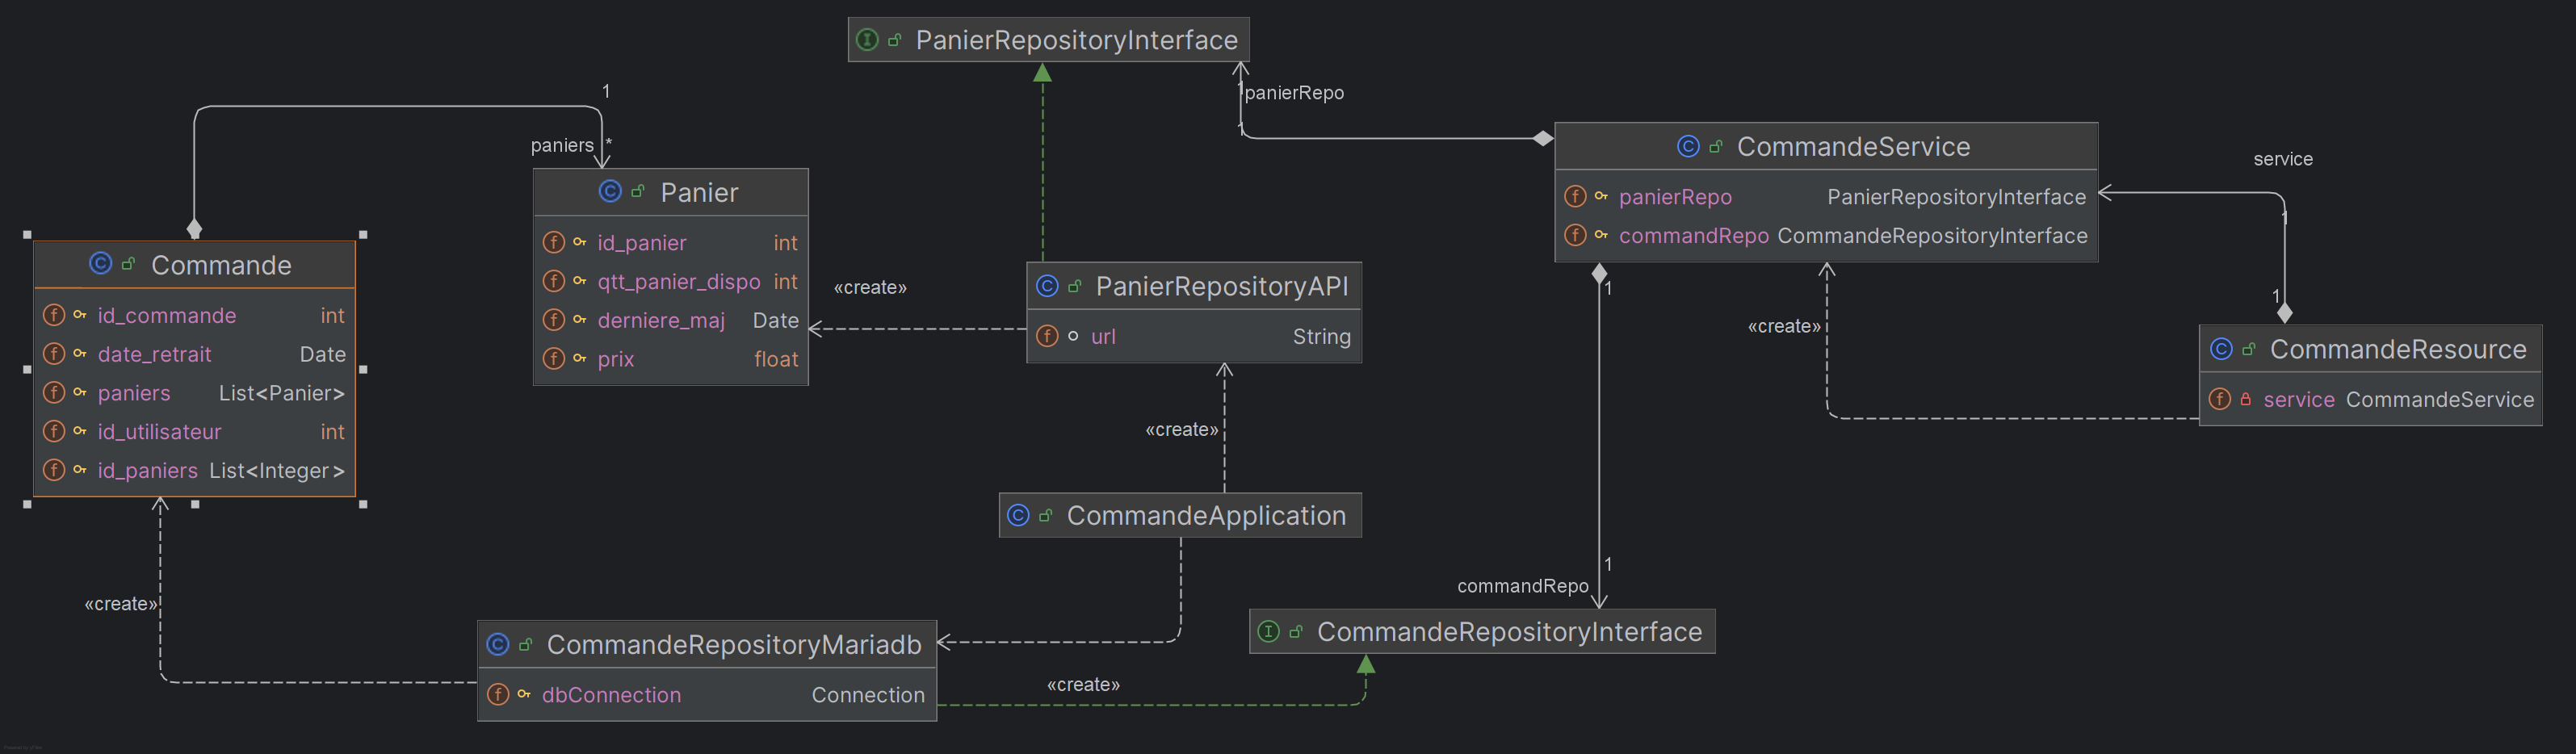 PanierRepositoryInterface
1
panierRepo
1
1
paniers *
Panier
id_panier int
qtt_panier_dispo int
derniere_maj Date
prix float
CommandeService
panierRepo PanierRepositoryInterface
commandRepo CommandeRepositoryInterface
service
1
1
Commande
id_commande int
date_retrait Date
paniers List<Panier>
id_utilisateur int
id_paniers List<Integer>
«create»
PanierRepositoryAPI
url String
1
«create»
CommandeResource
service CommandeService
«create»
CommandeApplication
1
commandRepo
«create»
CommandeRepositoryMariadb
dbConnection Connection
«create»
CommandeRepositoryInterface